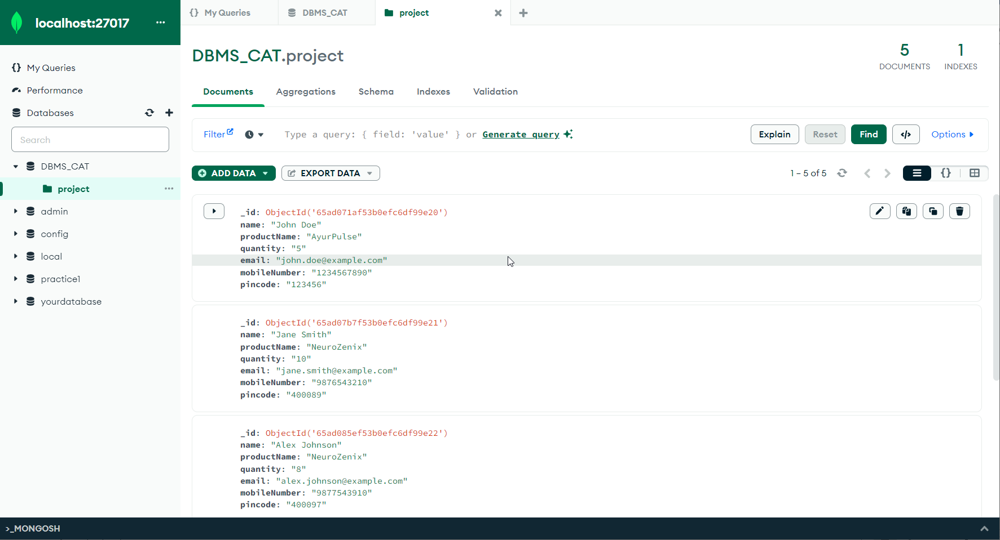 localhost:27017
My Queries
DBMS_CAT
project
My Queries
Performance
Databases
Search
DBMS_CAT
project
admin
config
local
practice1
yourdatabase
DBMS_CAT.project
5
DOCUMENTS
1
INDEXES
Documents
Aggregations
Schema
Indexes
Validation
Filter
Type a query: { field: 'value' } or Generate query
Explain
Reset
Find
</>
Options
ADD DATA
EXPORT DATA
1 – 5 of 5
{}
_id: ObjectId('65ad071af53b0efc6df99e20')
name: "John Doe"
productName: "AyurPulse"
quantity: "5"
email: "john.doe@example.com"
mobileNumber: "1234567890"
pincode: "123456"
_id: ObjectId('65ad07b7f53b0efc6df99e21')
name: "Jane Smith"
productName: "NeuroZenix"
quantity: "10"
email: "jane.smith@example.com"
mobileNumber: "9876543210"
pincode: "400089"
_id: ObjectId('65ad085ef53b0efc6df99e22')
name: "Alex Johnson"
productName: "NeuroZenix"
quantity: "8"
email: "alex.johnson@example.com"
mobileNumber: "9877543910"
pincode: "400097"
>_MONGOSH